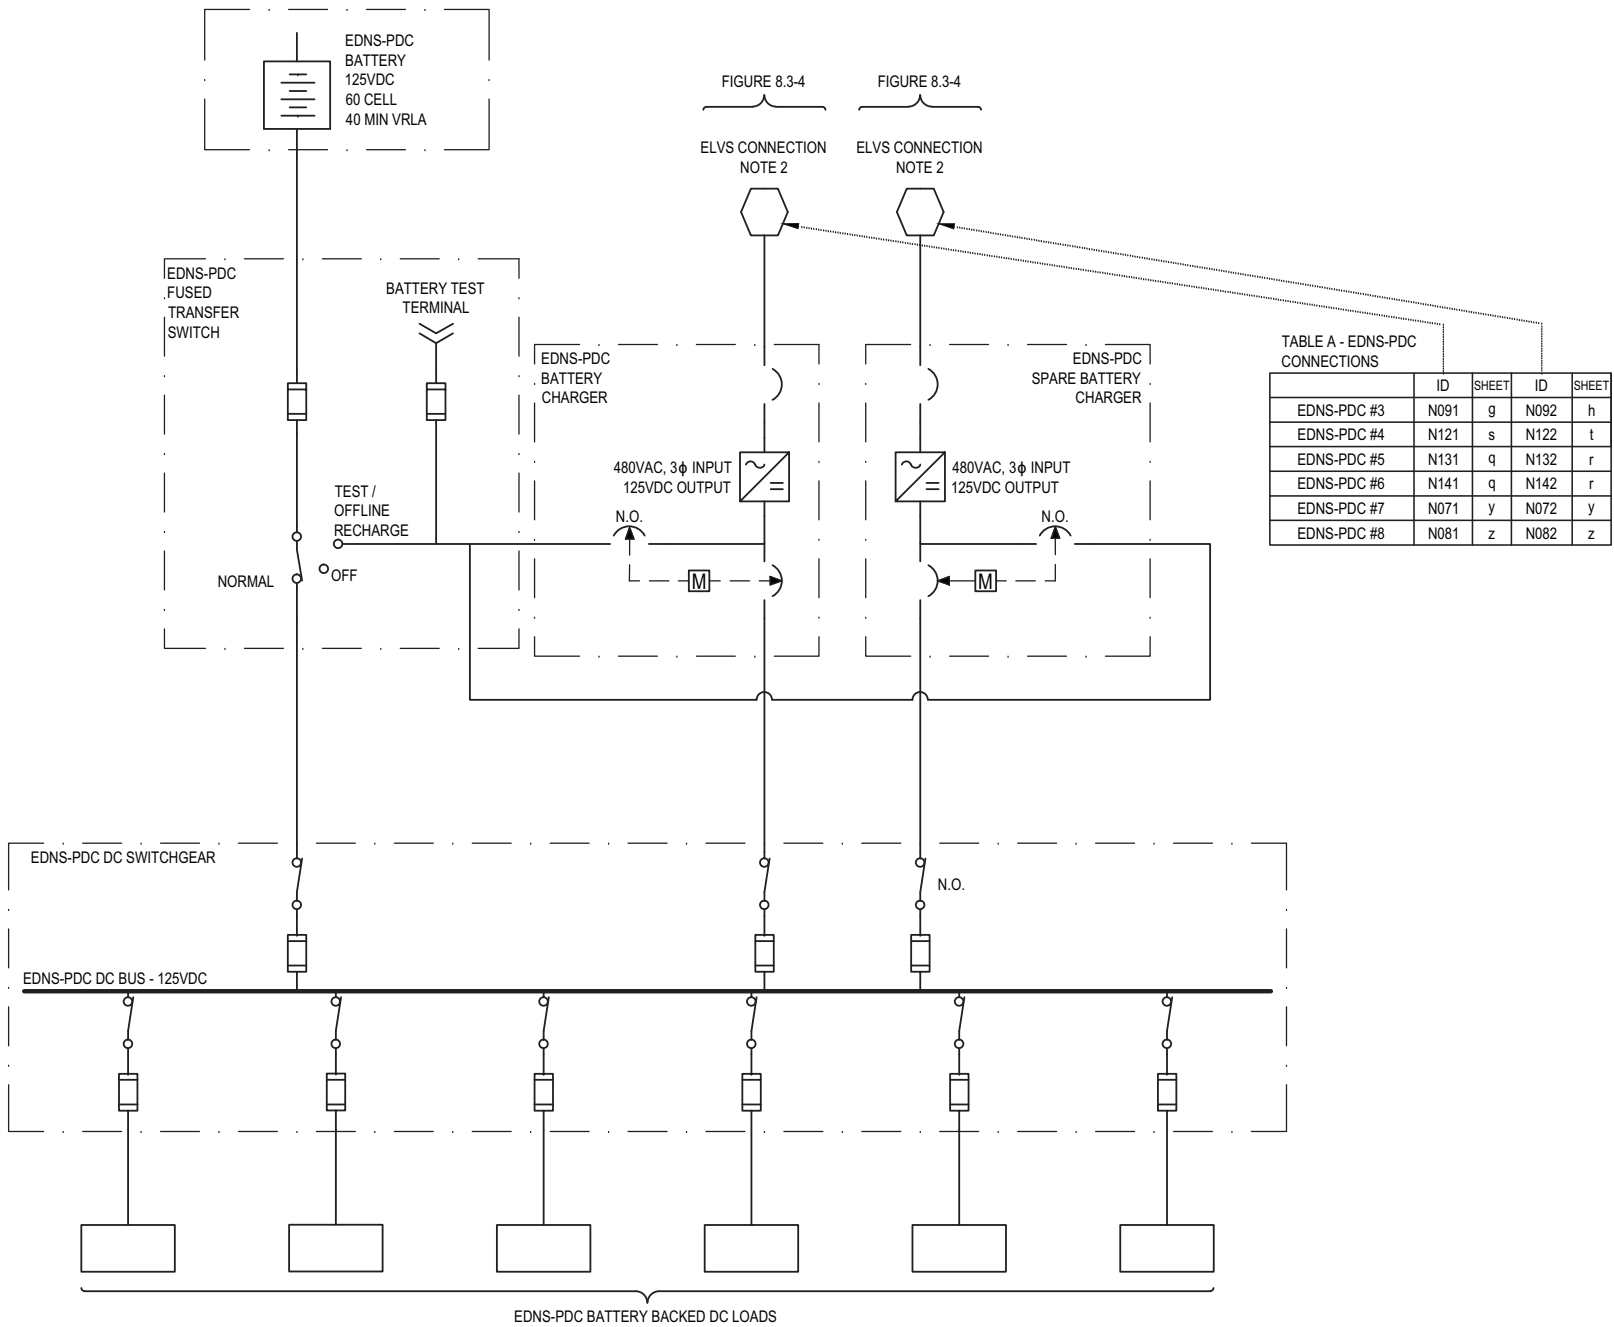 EDNS-PDC
BATTERY
125VDC
60 CELL
40 MIN VRLA
FIGURE 8.3-4
FIGURE 8.3-4
ELVS CONNECTION
NOTE 2
ELVS CONNECTION
NOTE 2
EDNS-PDC
FUSED
TRANSFER
SWITCH
BATTERY TEST
TERMINAL
EDNS-PDC
BATTERY
CHARGER
EDNS-PDC
SPARE BATTERY
CHARGER
TABLE A - EDNS-PDC
CONNECTIONS
ID SHEET ID SHEET
EDNS-PDC #3 N091 g N092 h
EDNS-PDC #4 N121 s N122 t
EDNS-PDC #5 N131 q N132 r
EDNS-PDC #6 N141 q N142 r
EDNS-PDC #7 N071 y N072 y
EDNS-PDC #8 N081 z N082 z
480VAC, 3ɸ INPUT
125VDC OUTPUT
480VAC, 3ɸ INPUT
125VDC OUTPUT
TEST /
OFFLINE
RECHARGE
N.O.
N.O.
NORMAL
OFF
M
M
EDNS-PDC DC SWITCHGEAR
N.O.
EDNS-PDC DC BUS - 125VDC
EDNS-PDC BATTERY BACKED DC LOADS